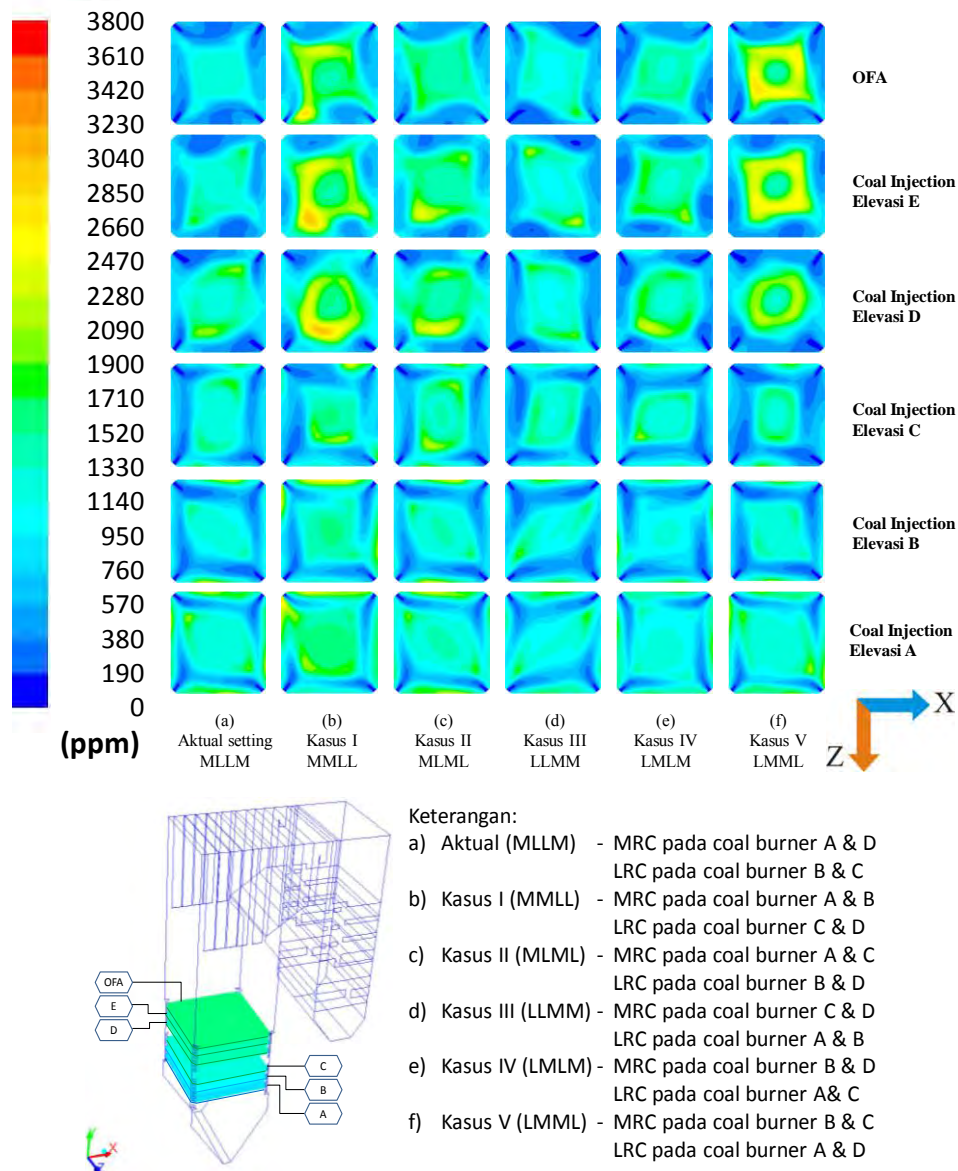 3800
3610
3420
3230
3040
2850
2660
2470
2280
2090
1900
1710
1520
1330
1140
950
760
570
380
190
0
(ppm)
OFA
Coal Injection
Elevasi E
Coal Injection
Elevasi D
Coal Injection
Elevasi C
Coal Injection
Elevasi B
Coal Injection
Elevasi A
(a)
Aktual setting
MLLM
(b)
Kasus I
MMLL
(c)
Kasus II
MLML
(d)
Kasus III
LLMM
(e)
Kasus IV
LMLM
(f)
Kasus V
LMML
X
Z
OFA
E
D
C
B
A
Y
X
Z
Keterangan:
a) Aktual (MLLM) - MRC pada coal burner A & D
LRC pada coal burner B & C
b) Kasus I (MMLL) - MRC pada coal burner A & B
LRC pada coal burner C & D
c) Kasus II (MLML) - MRC pada coal burner A & C
LRC pada coal burner B & D
d) Kasus III (LLMM) - MRC pada coal burner C & D
LRC pada coal burner A & B
e) Kasus IV (LMLM) - MRC pada coal burner B & D
LRC pada coal burner A& C
f) Kasus V (LMML) - MRC pada coal burner B & C
LRC pada coal burner A & D